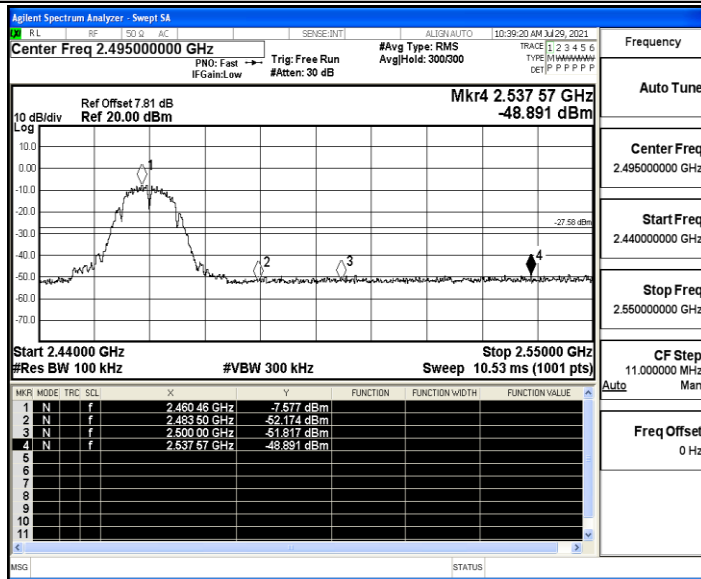 Agilent Spectrum Analyzer - Swept SA
RL RF 50 Ω AC SENSE:INT ALIGNAUTO 10:39:20 AM Jul 29, 2021
Center Freq 2.495000000 GHz
PNO: Fast
IFGain:Low
Trig: Free Run
#Atten: 30 dB
#Avg Type: RMS
Avg|Hold: 300/300
TRACE 1 2 3 4 5 6
TYPE M WWWWW
DET P P P P P P
Ref Offset 7.81 dB
10 dB/div Ref 20.00 dBm
Log
Mkr4 2.537 57 GHz
-48.891 dBm
10.0
0.00
-10.0
-20.0
-30.0
-40.0
-50.0
-60.0
-70.0
1
2
3
4
-27.58 dBm
Start 2.44000 GHz Stop 2.55000 GHz
#Res BW 100 kHz #VBW 300 kHz Sweep 10.53 ms (1001 pts)
MKR MODE TRC SCL X Y FUNCTION FUNCTION WIDTH FUNCTION VALUE
1 N f 2.460 46 GHz -7.577 dBm
2 N f 2.483 50 GHz -52.174 dBm
3 N f 2.500 00 GHz -51.817 dBm
4 N f 2.537 57 GHz -48.891 dBm
5
6
7
8
9
10
11
MSG STATUS
Frequency
Auto Tune
Center Freq
2.495000000 GHz
Start Freq
2.440000000 GHz
Stop Freq
2.550000000 GHz
CF Step
11.000000 MHz
Auto Man
Freq Offset
0 Hz